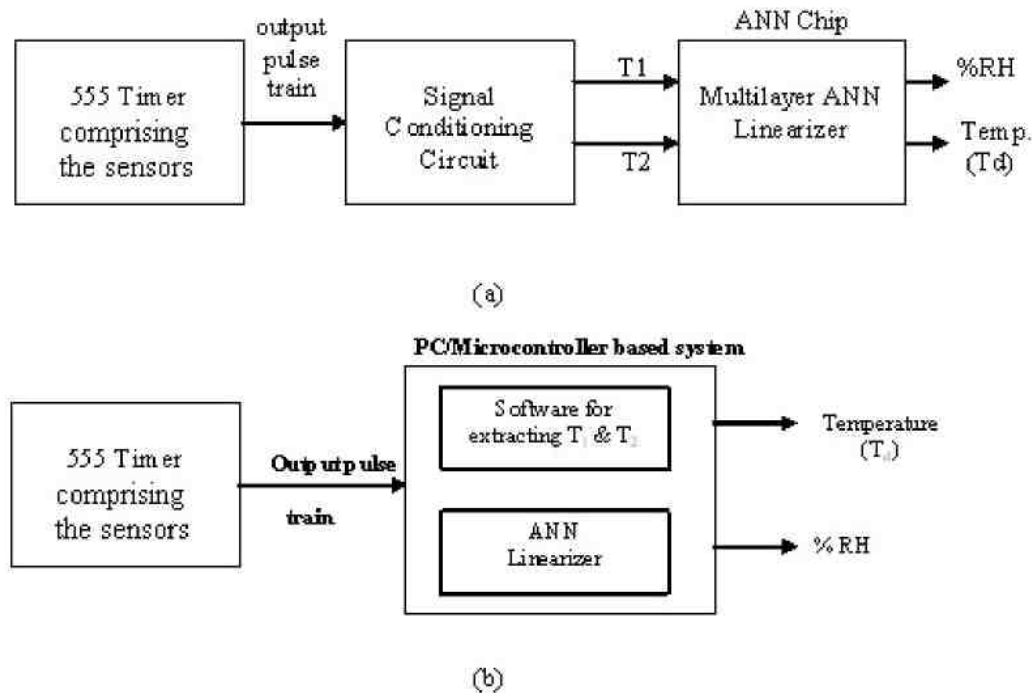 ANN Chip
output
pulse
train
555 Timer
comprising
the sensors
Signal
Conditioning
Circuit
T1
T2
Multilayer ANN
Linearizer
%RH
Temp.
(Td)
(a)
PC/Microcontroller based system
555 Timer
comprising
the sensors
Output pulse
train
Software for
extracting T1 & T2
ANN
Linearizer
Temperature
(Td)
% RH
(b)